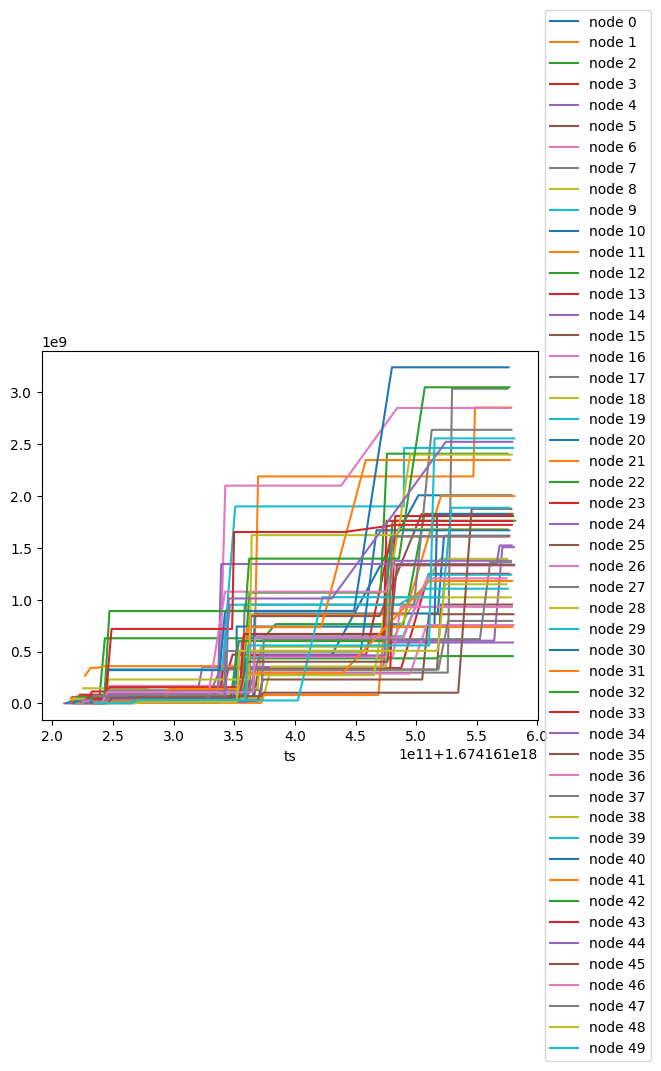 1e9
3.0
2.5
2.0
1.5
1.0
0.5
0.0
2.0 2.5 3.0 3.5 4.0 4.5 5.0 5.5 6.0
ts
1e11+1.674161e18
node 0
node 1
node 2
node 3
node 4
node 5
node 6
node 7
node 8
node 9
node 10
node 11
node 12
node 13
node 14
node 15
node 16
node 17
node 18
node 19
node 20
node 21
node 22
node 23
node 24
node 25
node 26
node 27
node 28
node 29
node 30
node 31
node 32
node 33
node 34
node 35
node 36
node 37
node 38
node 39
node 40
node 41
node 42
node 43
node 44
node 45
node 46
node 47
node 48
node 49